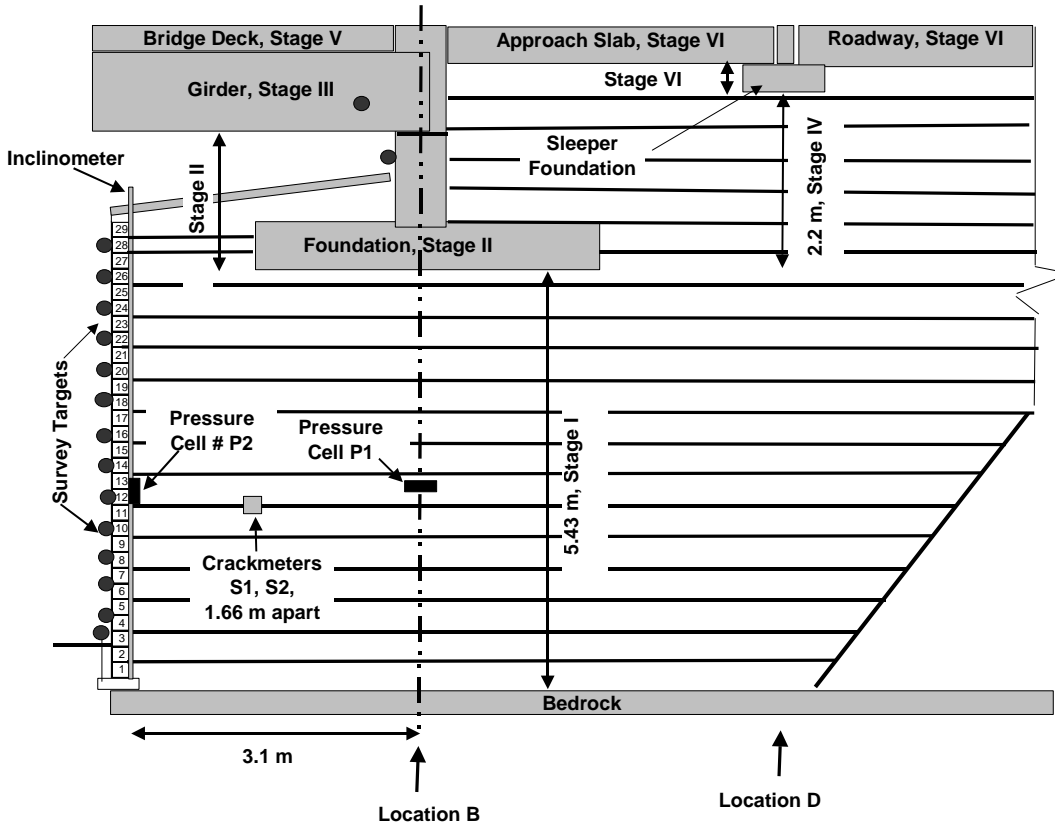 Bridge Deck, Stage V
Approach Slab, Stage VI
Roadway, Stage VI
Girder, Stage III
Stage VI
Inclinometer
Sleeper
Foundation
Stage II
2.2 m, Stage IV
Foundation, Stage II
29
28
27
26
25
24
23
22
21
20
19
18
17
16
15
14
13
12
11
10
9
8
7
6
5
4
3
2
1
Survey Targets
Pressure
Cell # P2
Pressure
Cell P1
5.43 m, Stage I
Crackmeters
S1, S2,
1.66 m apart
Bedrock
3.1 m
Location B
Location D